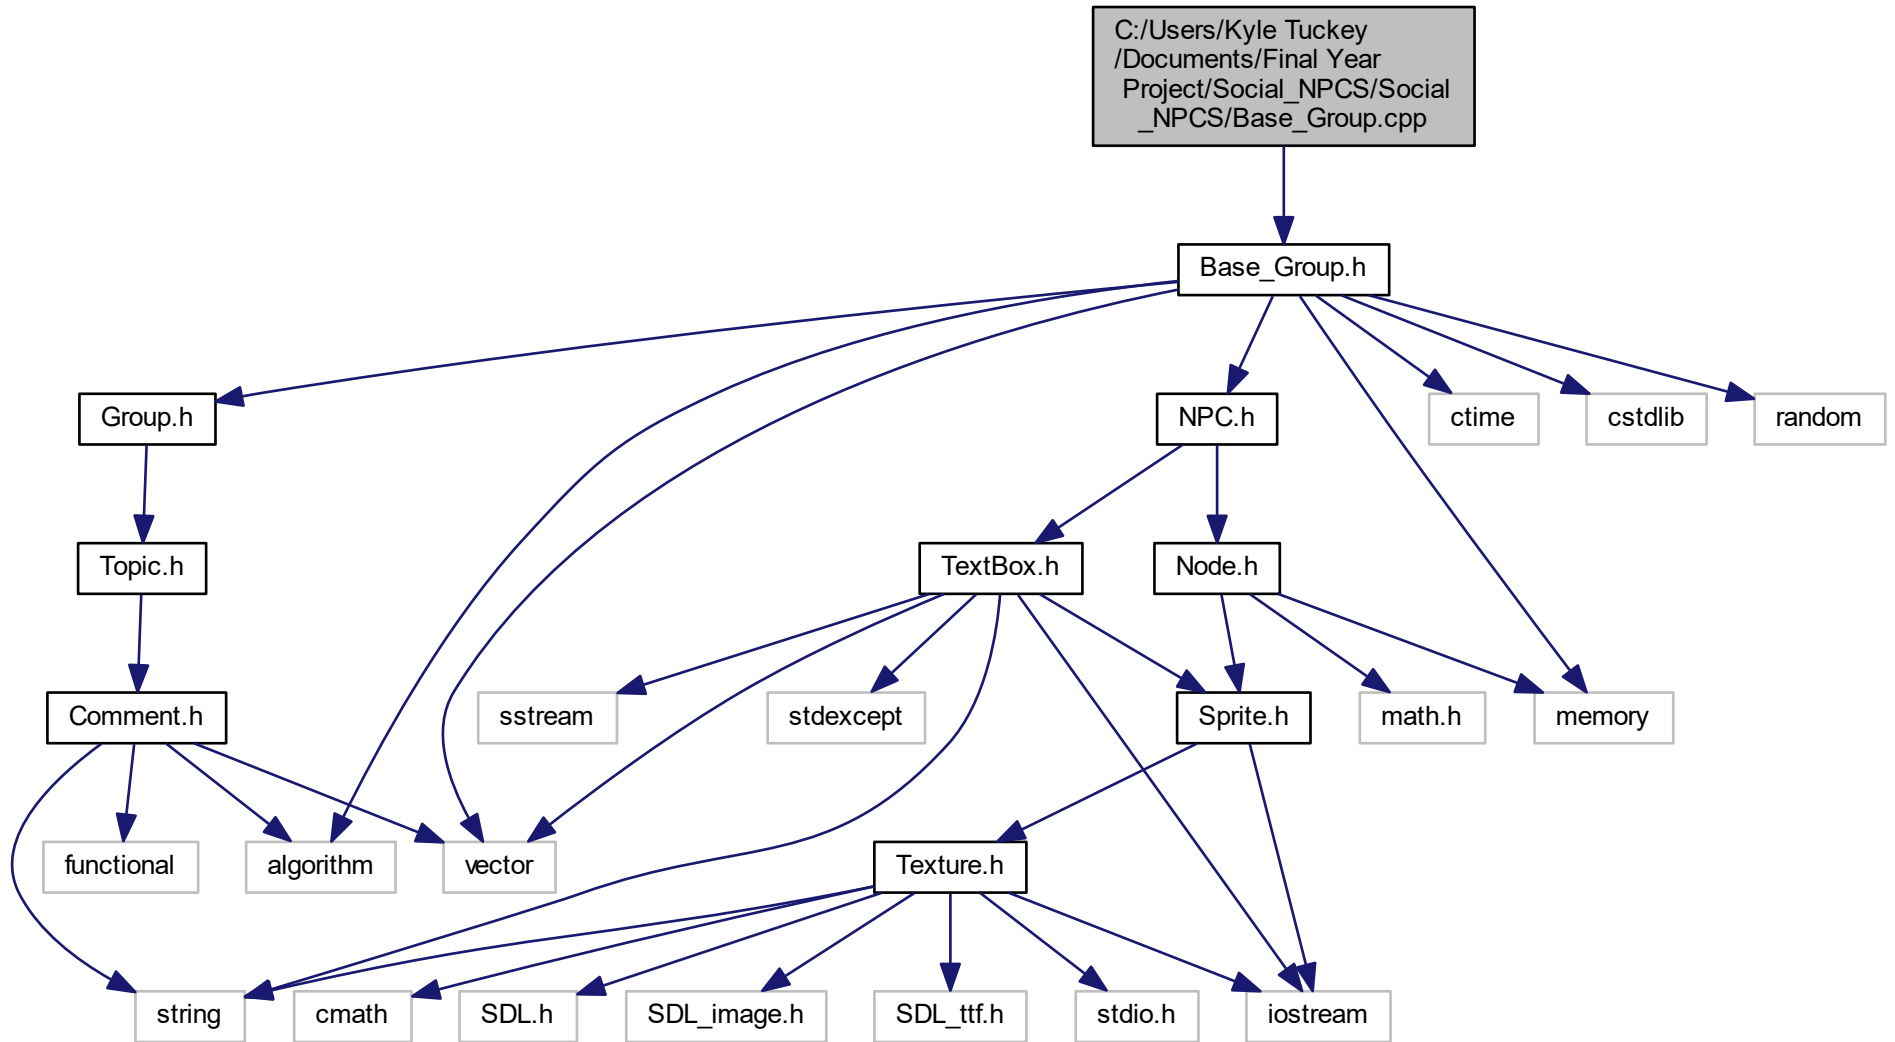 C:/Users/Kyle Tuckey
/Documents/Final Year
Project/Social_NPCS/Social
_NPCS/Base_Group.cpp
Base_Group.h
Group.h
NPC.h
ctime
cstdlib
random
Topic.h
TextBox.h
Node.h
Comment.h
sstream
stdexcept
Sprite.h
math.h
memory
functional
algorithm
vector
Texture.h
string
cmath
SDL.h
SDL_image.h
SDL_ttf.h
stdio.h
iostream